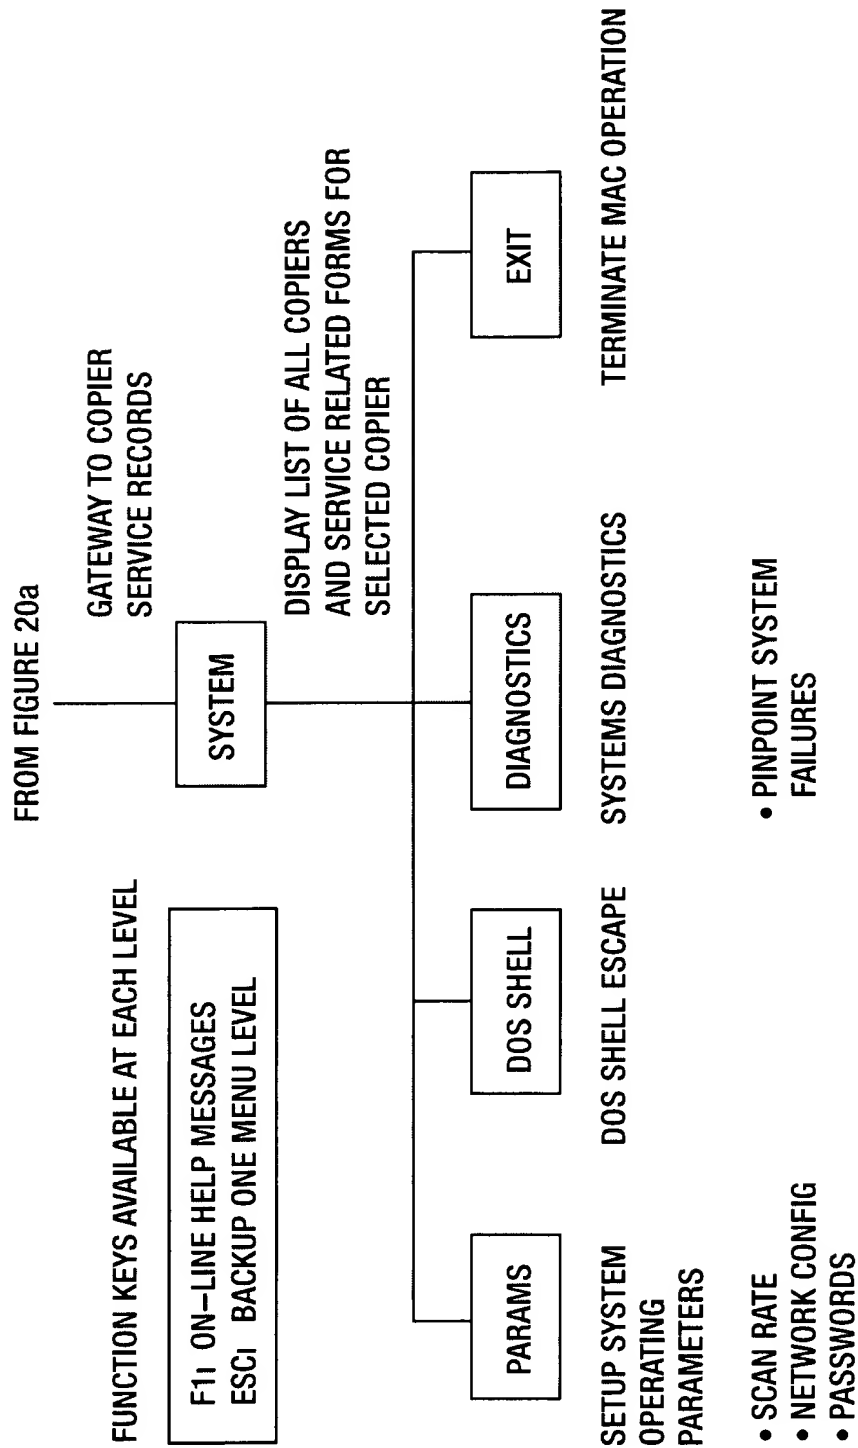 FROM FIGURE 20a
FUNCTION KEYS AVAILABLE AT EACH LEVEL
F1ı ON-LINE HELP MESSAGES
ESCı BACKUP ONE MENU LEVEL
GATEWAY TO COPIER
SERVICE RECORDS
SYSTEM
DISPLAY LIST OF ALL COPIERS
AND SERVICE RELATED FORMS FOR
SELECTED COPIER
PARAMS
SETUP SYSTEM
OPERATING
PARAMETERS
• SCAN RATE
• NETWORK CONFIG
• PASSWORDS
DOS SHELL
DOS SHELL ESCAPE
DIAGNOSTICS
SYSTEMS DIAGNOSTICS
• PINPOINT SYSTEM
FAILURES
EXIT
TERMINATE MAC OPERATION